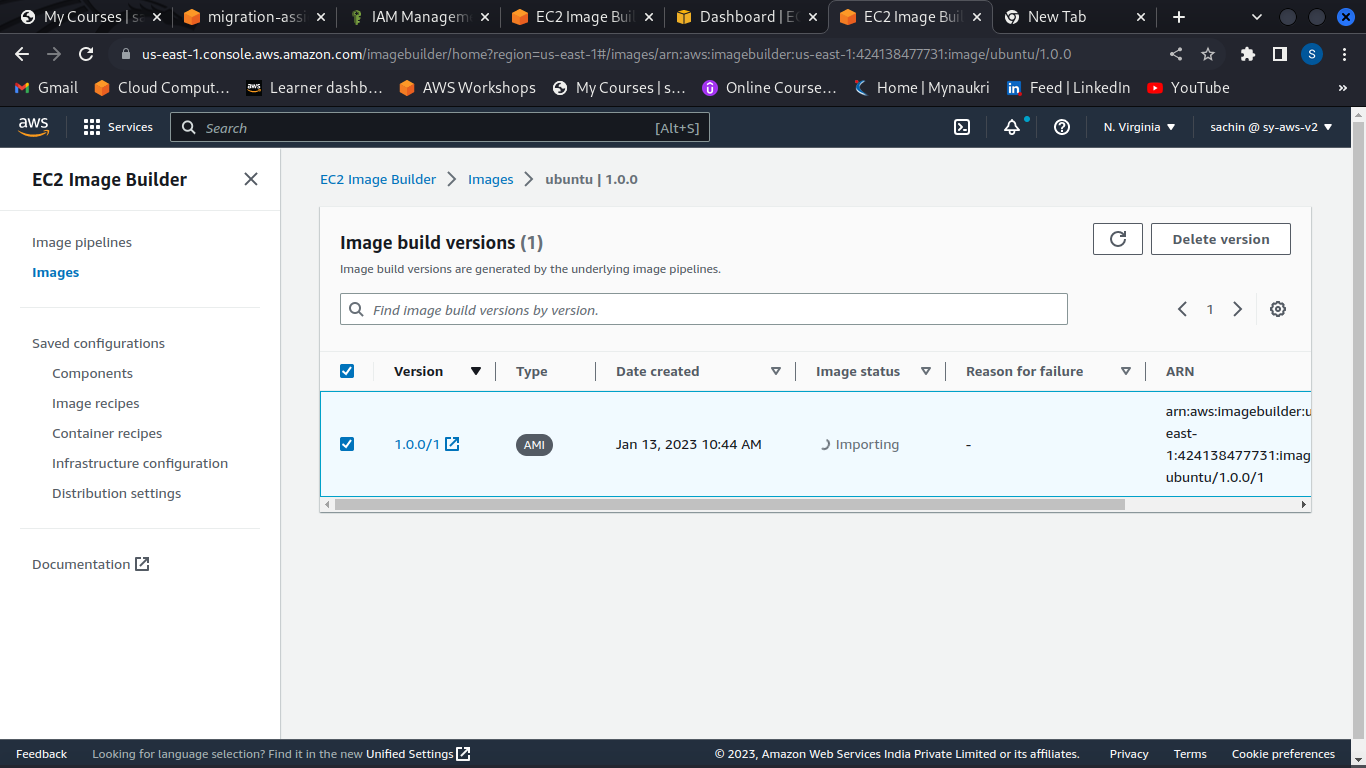 My Courses | sa
migration-assi
IAM Manageme
EC2 Image Buil
Dashboard | EC
EC2 Image Buil
New Tab
us-east-1.console.aws.amazon.com/imagebuilder/home?region=us-east-1#/images/arn:aws:imagebuilder:us-east-1:424138477731:image/ubuntu/1.0.0
S
Gmail
Cloud Comput...
aws
Learner dashb...
AWS Workshops
My Courses | s...
Online Course...
Home | Mynaukri
Feed | LinkedIn
YouTube
»
aws
Services
Search
[Alt+S]
N. Virginia
sachin @ sy-aws-v2
EC2 Image Builder
Image pipelines
Images
Saved configurations
Components
Image recipes
Container recipes
Infrastructure configuration
Distribution settings
Documentation
EC2 Image Builder
Images
ubuntu | 1.0.0
Image build versions (1)
Delete version
Image build versions are generated by the underlying image pipelines.
Find image build versions by version.
1
Version
Type
Date created
Image status
Reason for failure
ARN
1.0.0/1
AMI
Jan 13, 2023 10:44 AM
Importing
-
arn:aws:imagebuilder:u
east-
1:424138477731:imag
ubuntu/1.0.0/1
Feedback
Looking for language selection? Find it in the new Unified Settings
© 2023, Amazon Web Services India Private Limited or its affiliates.
Privacy
Terms
Cookie preferences